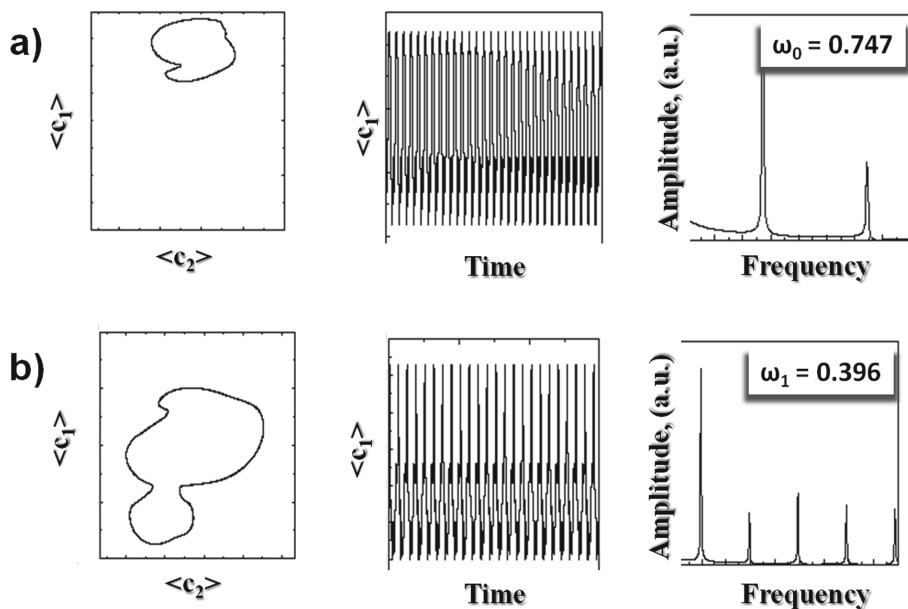 a)
<c₁>
<c₂>
<c₁>
Time
Amplitude, (a.u.)
ω₀ = 0.747
Frequency
b)
<c₁>
<c₂>
<c₁>
Time
Amplitude, (a.u.)
ω₁ = 0.396
Frequency